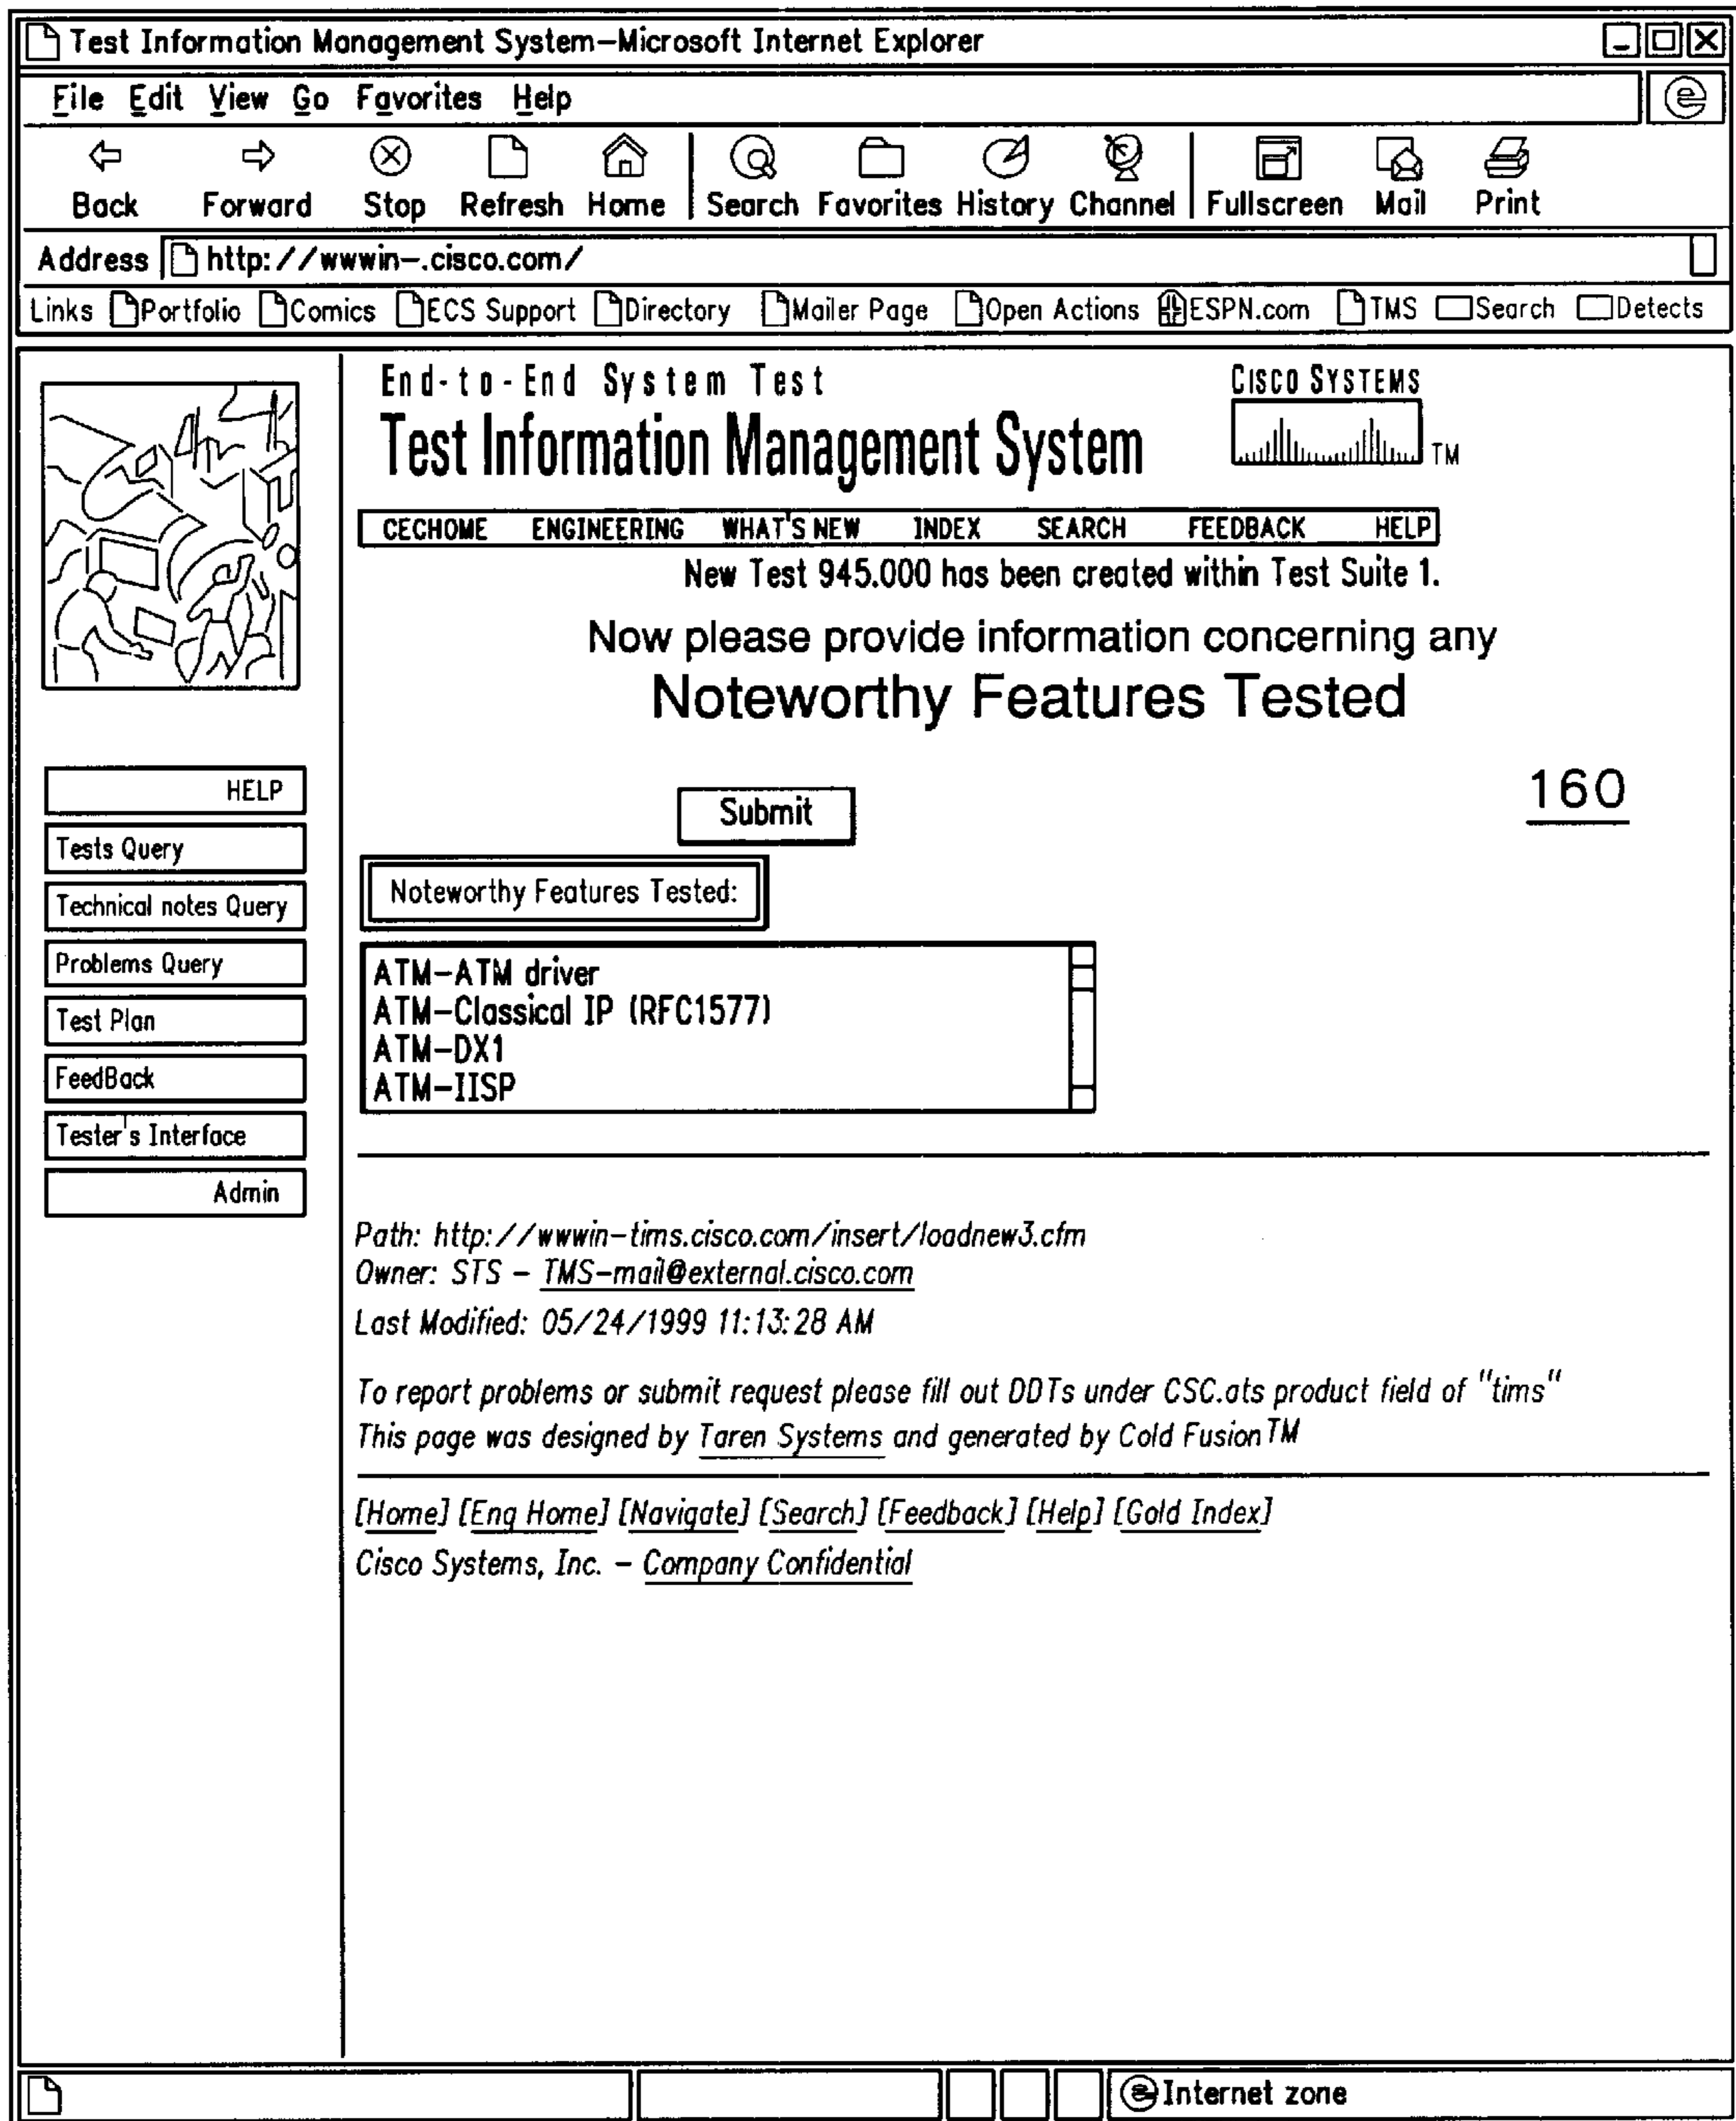 Test Information Management System–Microsoft Internet Explorer
File Edit View Go Favorites Help
Back Forward Stop Refresh Home Search Favorites History Channel Fullscreen Mail Print
Address http://wwwin–.cisco.com/
Links Portfolio Comics ECS Support Directory Mailer Page Open Actions ESPN.com TMS Search Detects
End-to-End System Test
CISCO SYSTEMS
Test Information Management System
TM
CECHOME ENGINEERING WHAT'S NEW INDEX SEARCH FEEDBACK HELP
New Test 945.000 has been created within Test Suite 1.
Now please provide information concerning any
Noteworthy Features Tested
160
HELP
Tests Query
Technical notes Query
Problems Query
Test Plan
FeedBack
Tester's Interface
Admin
Submit
Noteworthy Features Tested:
ATM–ATM driver
ATM–Classical IP (RFC1577)
ATM–DX1
ATM–IISP
Path: http://wwwin–tims.cisco.com/insert/loadnew3.cfm
Owner: STS – TMS–mail@external.cisco.com
Last Modified: 05/24/1999 11:13:28 AM
To report problems or submit request please fill out DDTs under CSC.ats product field of "tims"
This page was designed by Taren Systems and generated by Cold Fusion TM
[Home] [Eng Home] [Navigate] [Search] [Feedback] [Help] [Gold Index]
Cisco Systems, Inc. – Company Confidential
Internet zone